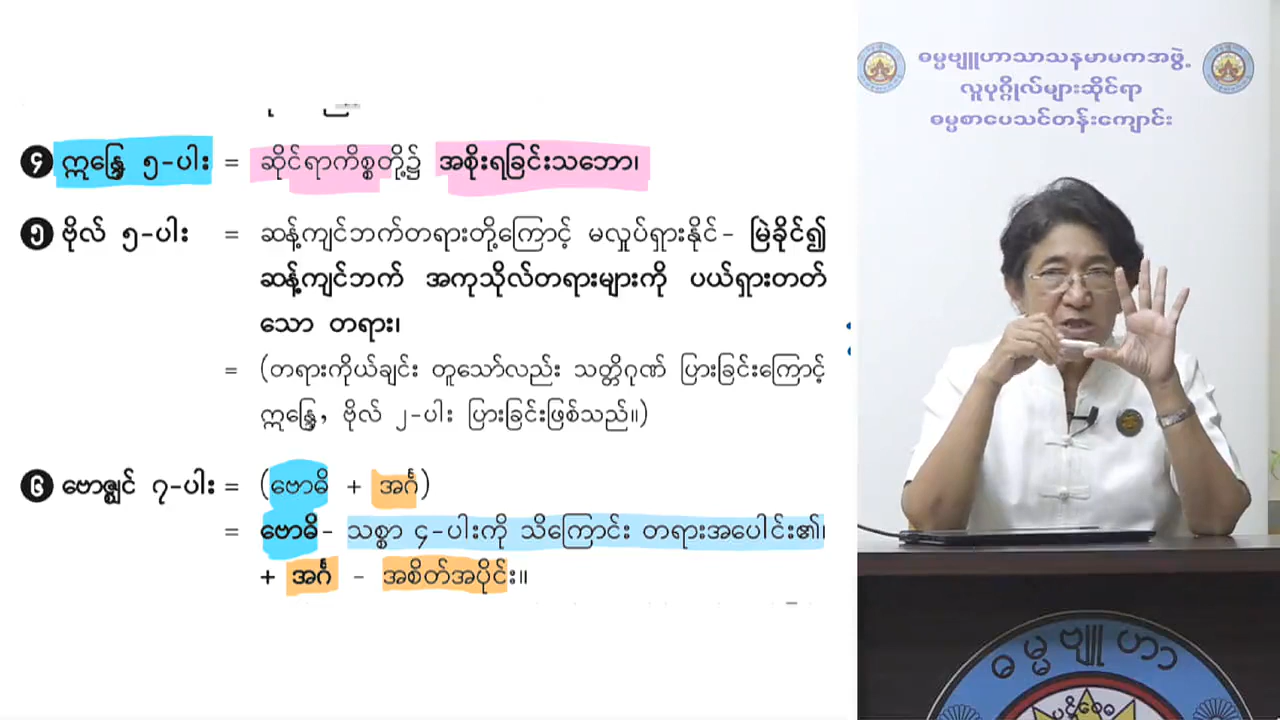 ၄ ဣန္ဒြေ ၅-ပါး = ဆိုင်ရာကိစ္စတို့၌ အစိုးရခြင်းသဘော၊
၅ ဗိုလ် ၅-ပါး = ဆန့်ကျင်ဘက်တရားတို့ကြောင့် မလှုပ်ရှားနိုင် - မြဲခိုင်၍
ဆန့်ကျင်ဘက် အကုသိုလ်တရားများကို ပယ်ရှားတတ်
သော တရား၊
= (တရားကိုယ်ချင်း တူသော်လည်း သတ္တိဂုဏ် ပြားခြင်းကြောင့်
ဣန္ဒြေ, ဗိုလ် ၂-ပါး ပြားခြင်းဖြစ်သည်။)
၆ ဗောဇ္ဈင် ၇-ပါး = (ဗောဓိ + အင်္ဂ)
= ဗောဓိ - သစ္စာ ၄-ပါးကို သိကြောင်း တရားအပေါင်း၏၊
+ အင်္ဂ - အစိတ်အပိုင်း။
ဓမ္မဗျူဟာသာသနမာမကအဖွဲ့
လူပုဂ္ဂိုလ်များဆိုင်ရာ
ဓမ္မစာပေသင်တန်းကျောင်း
ဓမ္မဗျူဟာ
ပဋိဝေဓ